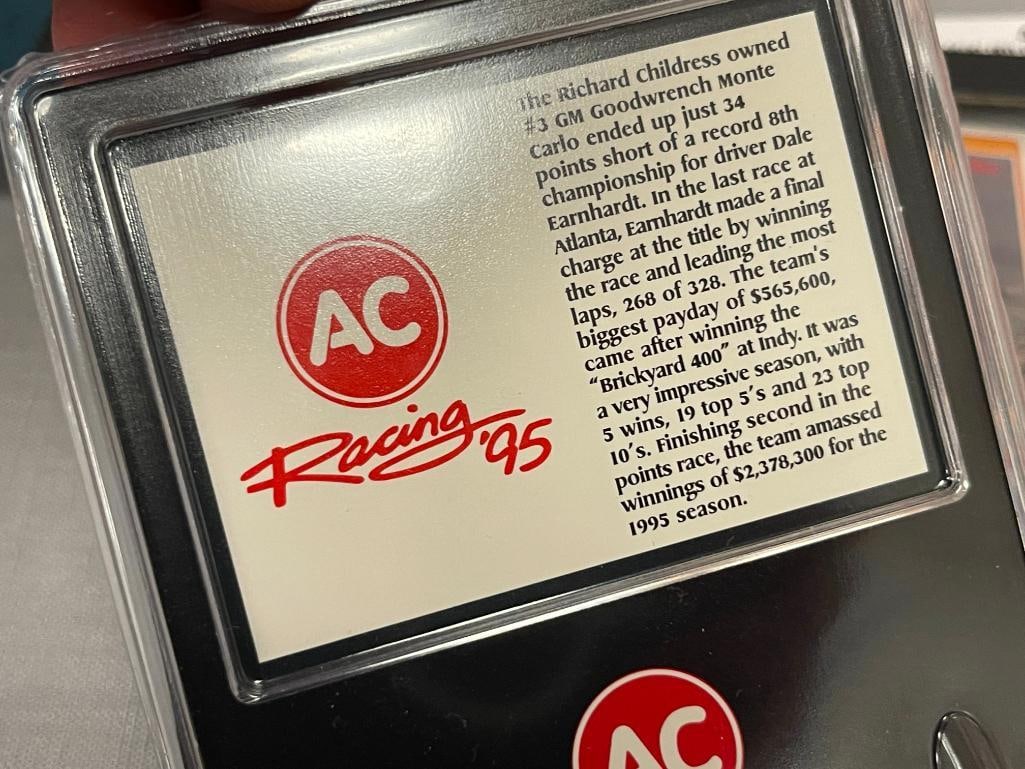 AC
Racing '95
The Richard Childress owned
#3 GM Goodwrench Monte
Carlo ended up just 34
points short of a record 8th
championship for driver Dale
Earnhardt. In the last race at
Atlanta, Earnhardt made a final
charge at the title by winning
the race and leading the most
laps, 268 of 328. The team's
biggest payday of $565,600,
came after winning the
"Brickyard 400" at Indy. It was
a very impressive season, with
5 wins, 19 top 5's and 23 top
10's. Finishing second in the
points race, the team amassed
winnings of $2,378,300 for the
1995 season.
AC